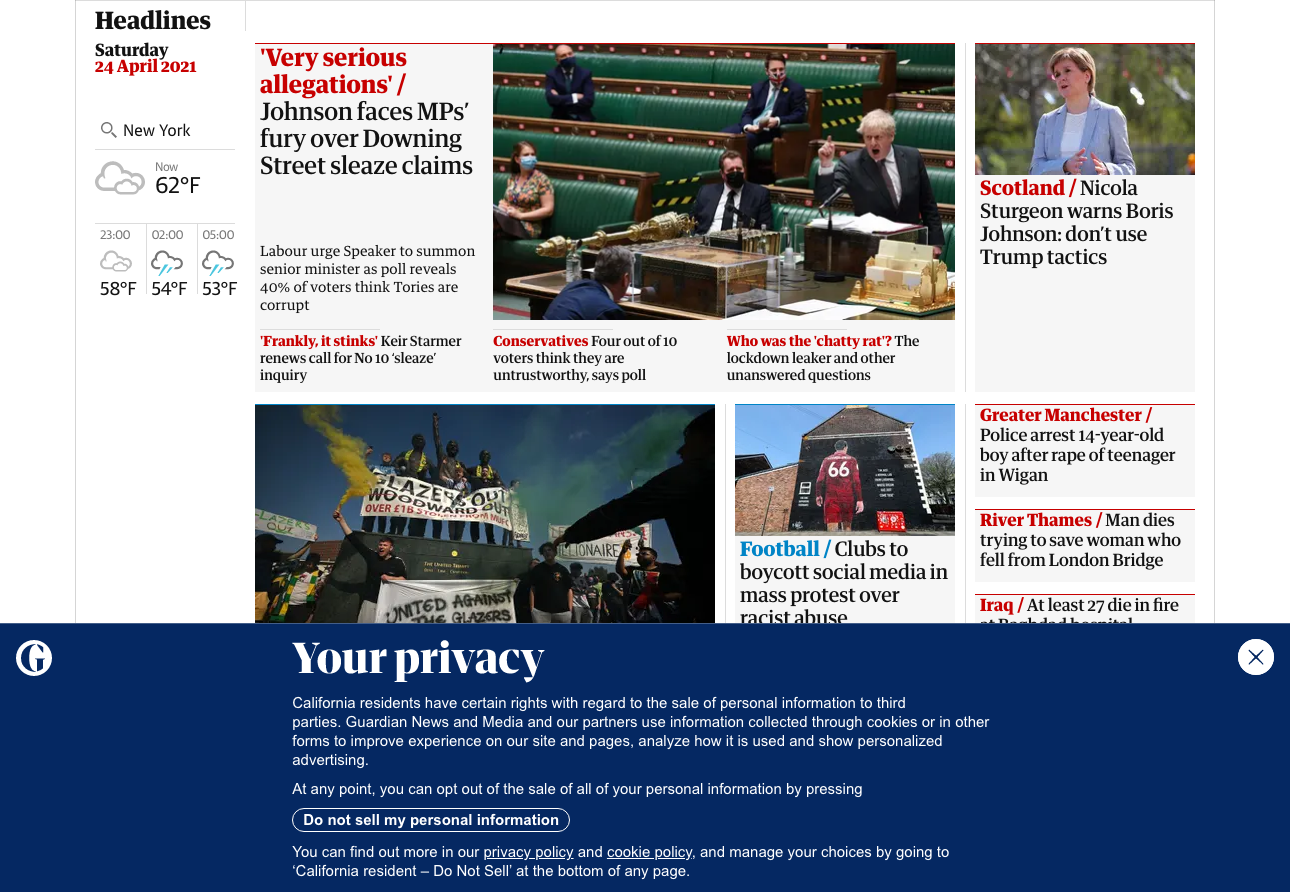 Headlines
Saturday
24 April 2021
New York
Now
62°F
23:00
02:00
05:00
58°F
54°F
53°F
'Very serious
allegations' /
Johnson faces MPs’
fury over Downing
Street sleaze claims
Labour urge Speaker to summon
senior minister as poll reveals
40% of voters think Tories are
corrupt
'Frankly, it stinks' Keir Starmer
renews call for No 10 ‘sleaze’
inquiry
Conservatives Four out of 10
voters think they are
untrustworthy, says poll
Who was the 'chatty rat'? The
lockdown leaker and other
unanswered questions
Scotland / Nicola
Sturgeon warns Boris
Johnson: don’t use
Trump tactics
GLAZERS OUT
WOODWARD OUT
OVER £1B STOLEN FROM MUFC
THE UNITED TRINITY
UNITED AGAINST
THE GLAZERS
66
Football / Clubs to
boycott social media in
mass protest over
racist abuse
Greater Manchester /
Police arrest 14-year-old
boy after rape of teenager
in Wigan
River Thames / Man dies
trying to save woman who
fell from London Bridge
Iraq / At least 27 die in fire
at Baghdad hospital
G
Your privacy
California residents have certain rights with regard to the sale of personal information to third
parties. Guardian News and Media and our partners use information collected through cookies or in other
forms to improve experience on our site and pages, analyze how it is used and show personalized
advertising.
At any point, you can opt out of the sale of all of your personal information by pressing
Do not sell my personal information
You can find out more in our privacy policy and cookie policy, and manage your choices by going to
‘California resident – Do Not Sell’ at the bottom of any page.